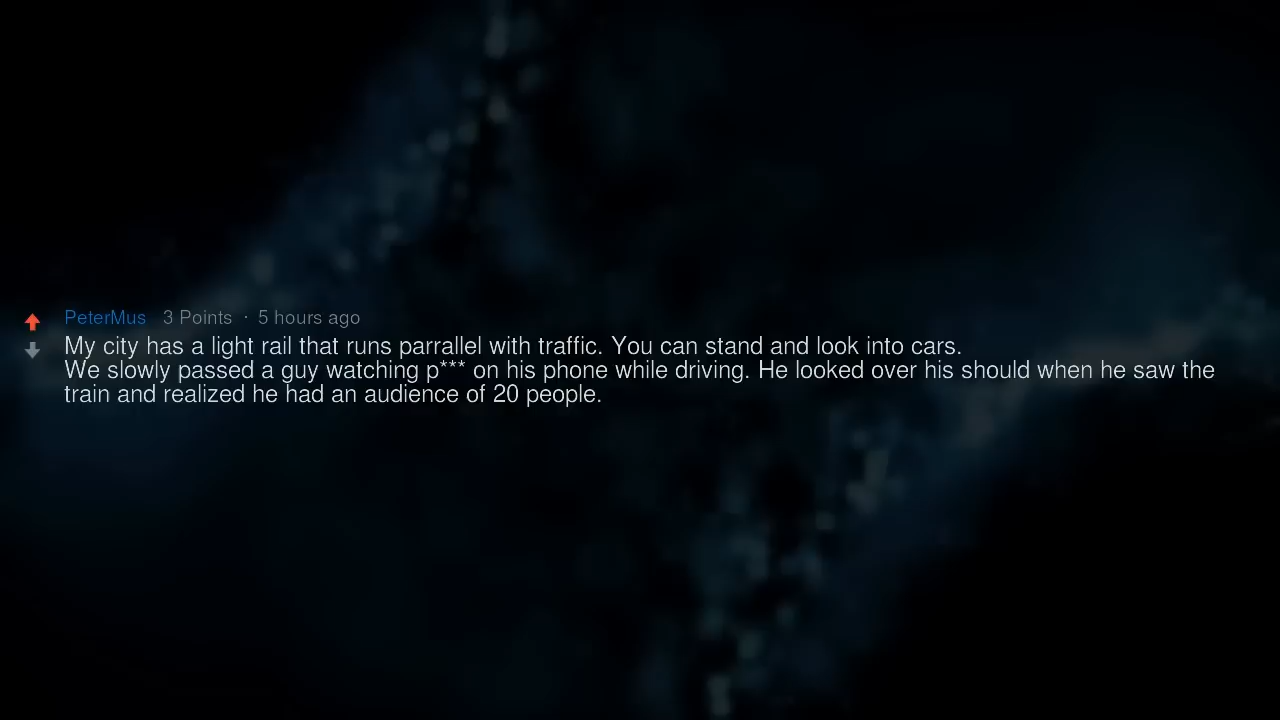 PeterMus 3 Points · 5 hours ago
My city has a light rail that runs parrallel with traffic. You can stand and look into cars.
We slowly passed a guy watching p*** on his phone while driving. He looked over his should when he saw the
train and realized he had an audience of 20 people.